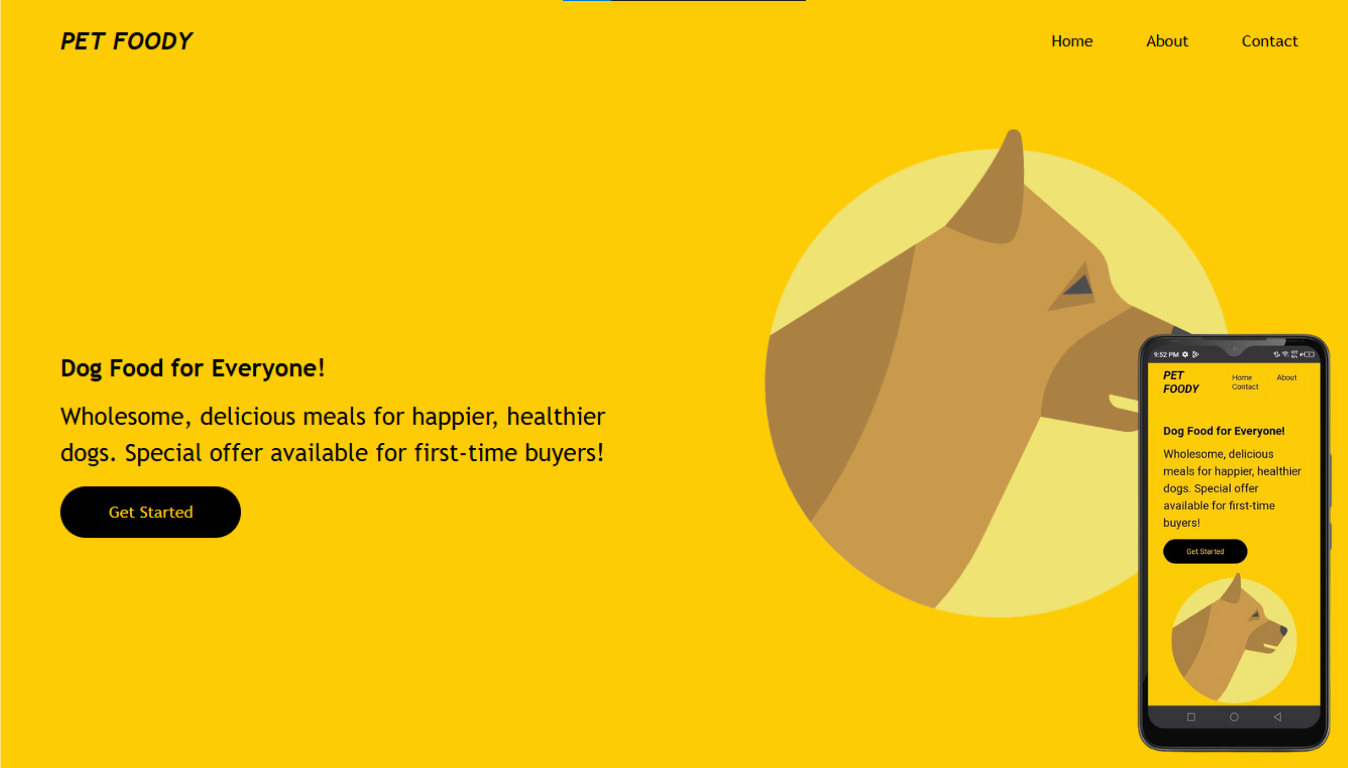 PET FOODY
Home About Contact
Dog Food for Everyone!
Wholesome, delicious meals for happier, healthier
dogs. Special offer available for first-time buyers!
Get Started
9:52 PM
PET
FOODY
Home About
Contact
Dog Food for Everyone!
Wholesome, delicious
meals for happier, healthier
dogs. Special offer
available for first-time
buyers!
Get Started